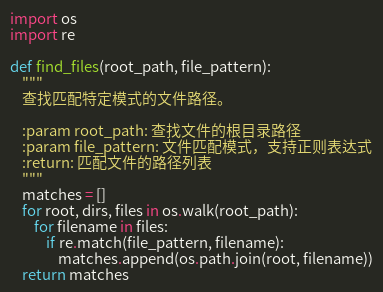 import os
import re

def find_files(root_path, file_pattern):
    """
    查找匹配特定模式的文件路径。

    :param root_path: 查找文件的根目录路径
    :param file_pattern: 文件匹配模式，支持正则表达式
    :return: 匹配文件的路径列表
    """
    matches = []
    for root, dirs, files in os.walk(root_path):
        for filename in files:
            if re.match(file_pattern, filename):
                matches.append(os.path.join(root, filename))
    return matches